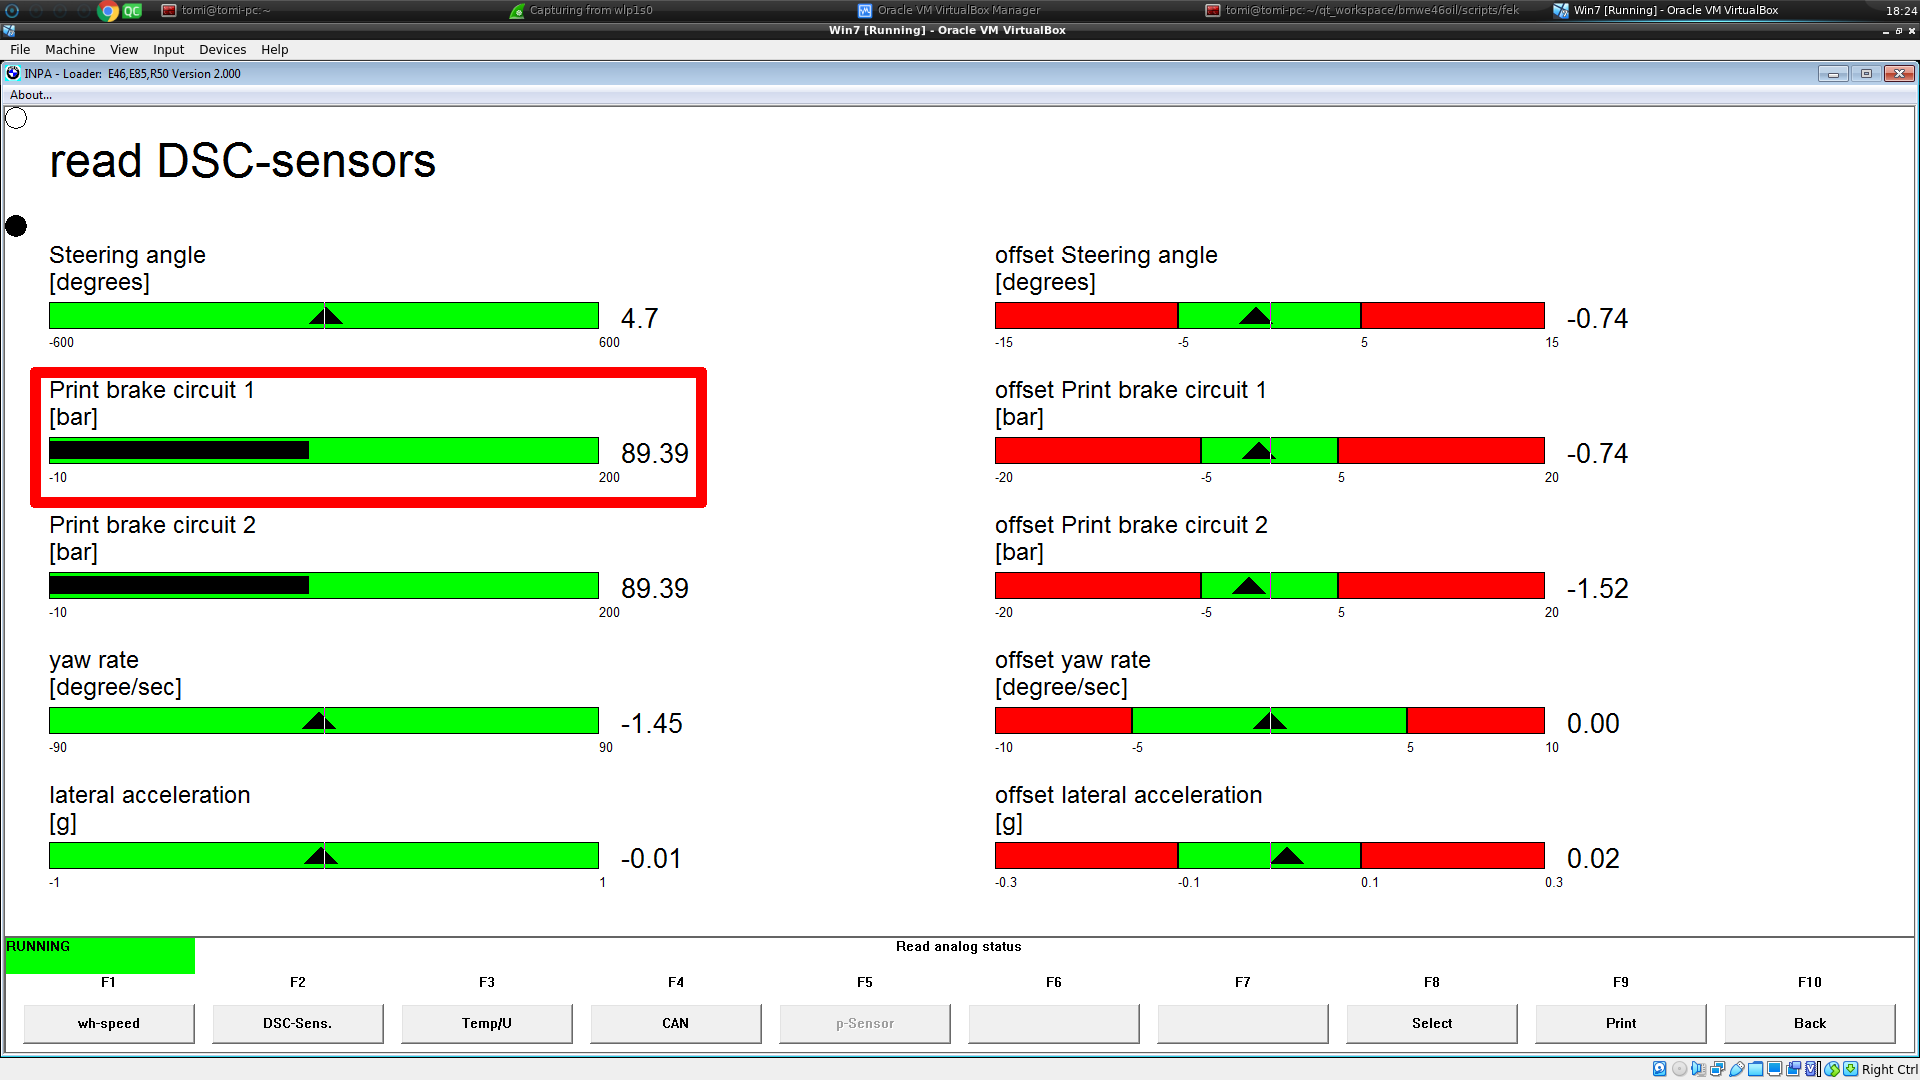 tomi@tomi-pc:~
Capturing from wlp1s0
Oracle VM VirtualBox Manager
tomi@tomi-pc:~/qt_workspace/bmwe46oil/scripts/fek
Win7 [Running] - Oracle VM VirtualBox
18:24
Win7 [Running] - Oracle VM VirtualBox
File Machine View Input Devices Help
INPA - Loader: E46,E85,R50 Version 2.000
About...
read DSC-sensors
Steering angle
[degrees]
4.7
-600 600
offset Steering angle
[degrees]
-0.74
-15 -5 5 15
Print brake circuit 1
[bar]
89.39
-10 200
offset Print brake circuit 1
[bar]
-0.74
-20 -5 5 20
Print brake circuit 2
[bar]
89.39
-10 200
offset Print brake circuit 2
[bar]
-1.52
-20 -5 5 20
yaw rate
[degree/sec]
-1.45
-90 90
offset yaw rate
[degree/sec]
0.00
-10 -5 5 10
lateral acceleration
[g]
-0.01
-1 1
offset lateral acceleration
[g]
0.02
-0.3 -0.1 0.1 0.3
RUNNING
Read analog status
F1 F2 F3 F4 F5 F6 F7 F8 F9 F10
wh-speed DSC-Sens. Temp/U CAN p-Sensor Select Print Back
Right Ctrl